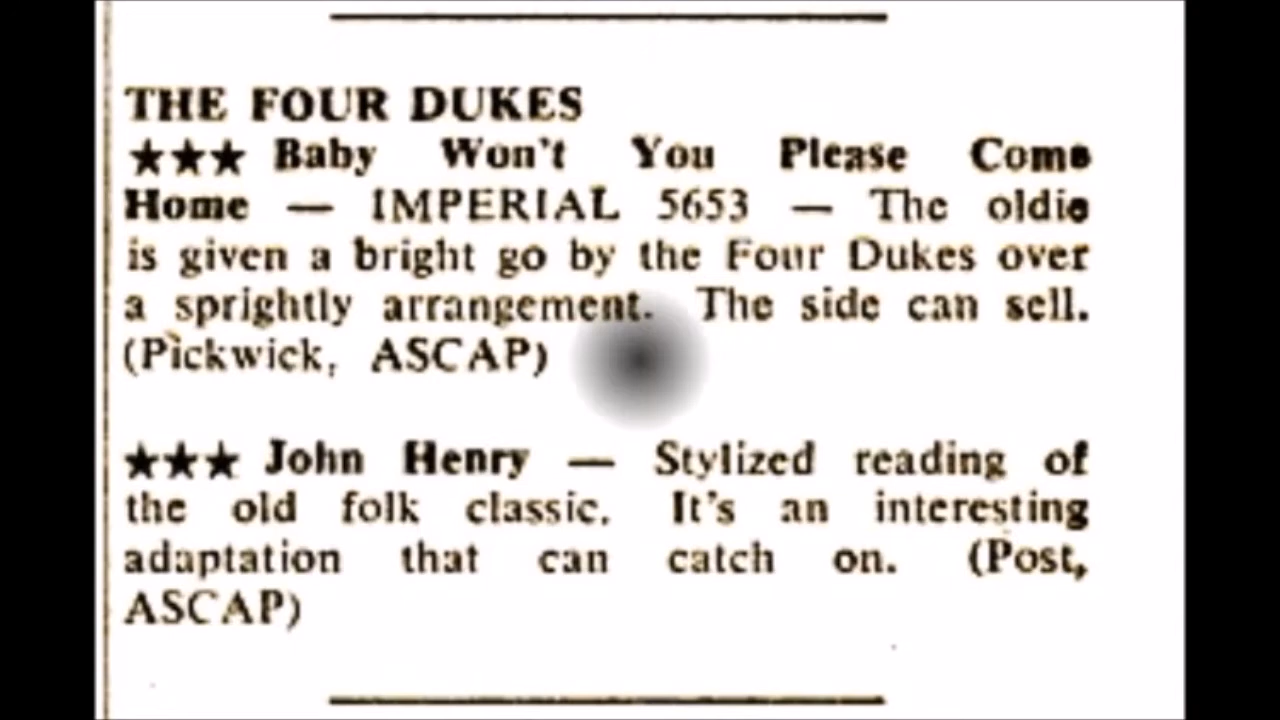 THE FOUR DUKES
★★★ Baby Won't You Please Come
Home — IMPERIAL 5653 — The oldie
is given a bright go by the Four Dukes over
a sprightly arrangement. The side can sell.
(Pickwick, ASCAP)
★★★ John Henry — Stylized reading of
the old folk classic. It's an interesting
adaptation that can catch on. (Post,
ASCAP)